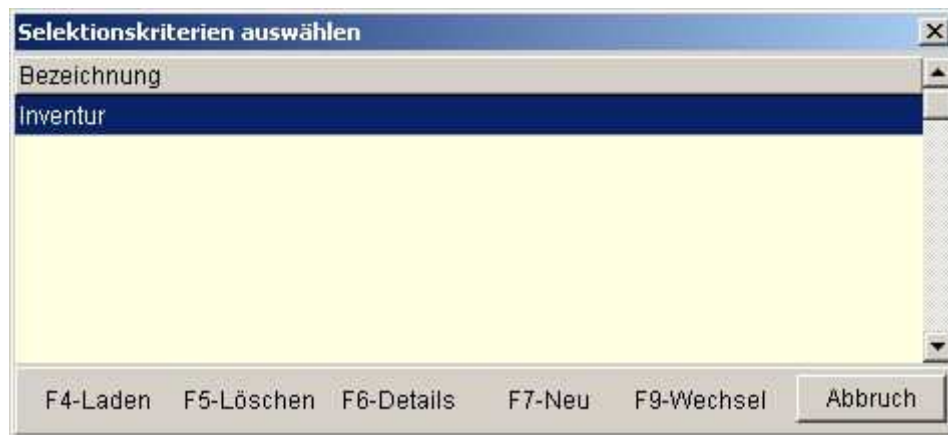 Selektionskriterien auswählen
Bezeichnung
Inventur
F4-Laden F5-Löschen F6-Details F7-Neu F9-Wechsel Abbruch